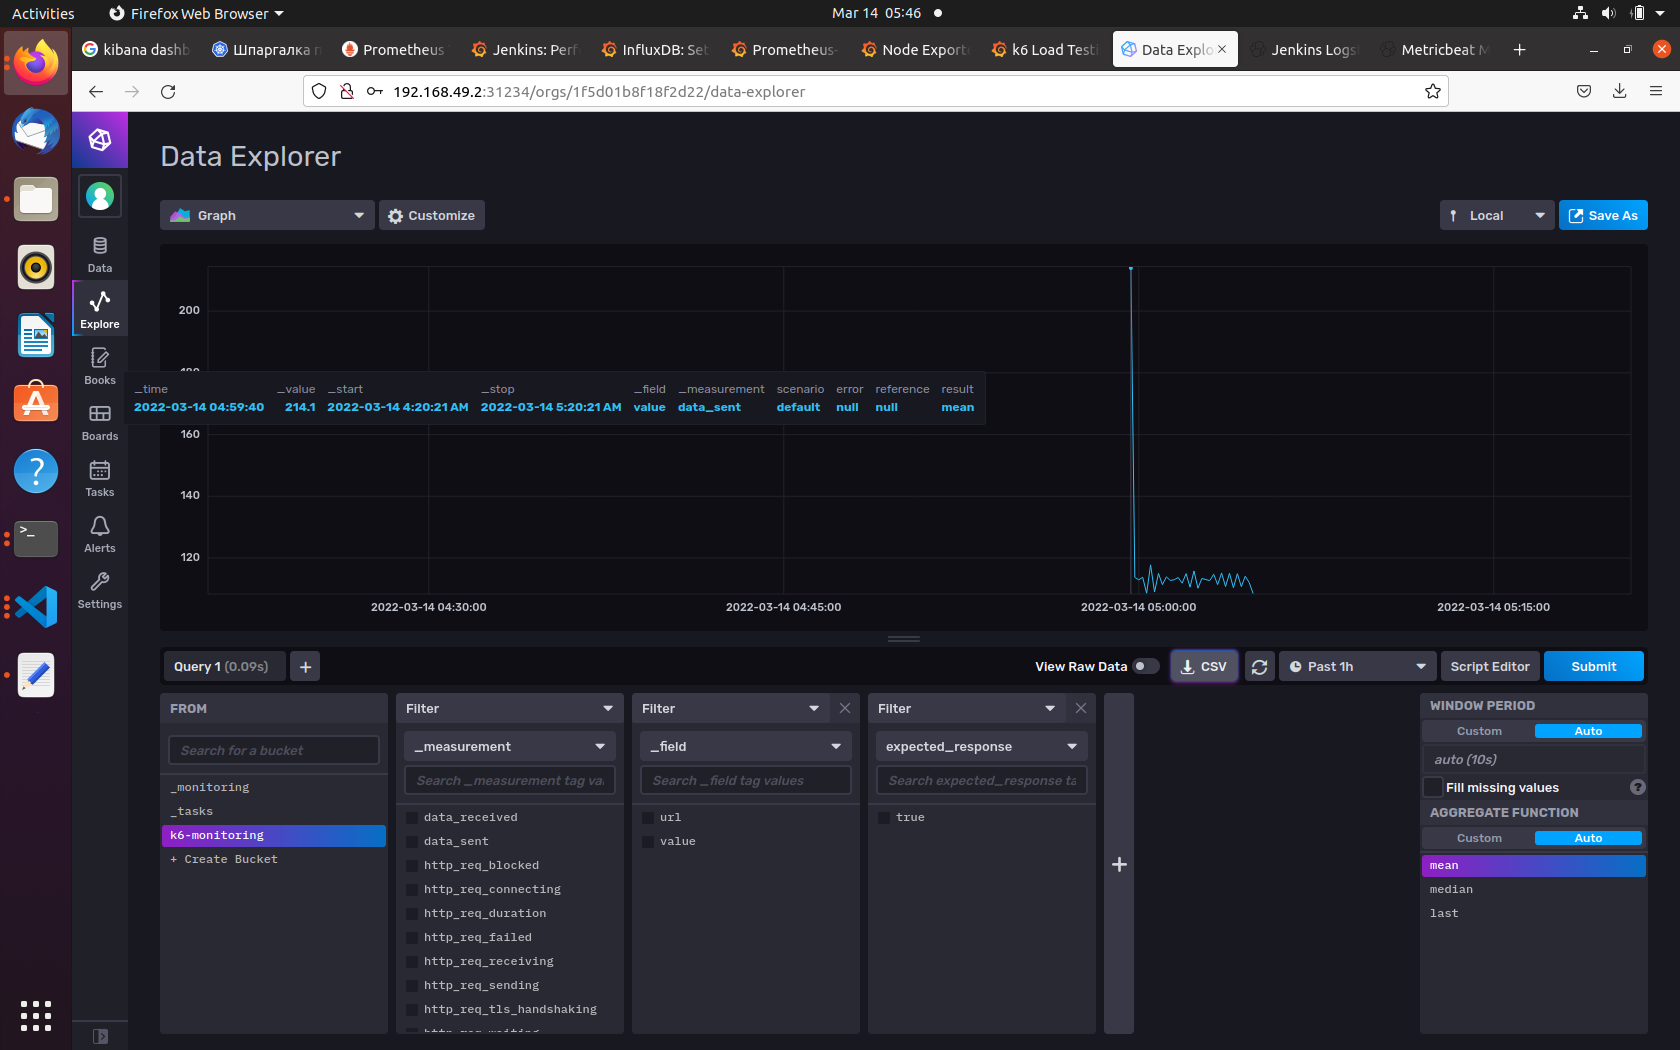 Activities
Firefox Web Browser
Mar 14 05:46
kibana dashb
Шпаргалка п
Prometheus
Jenkins: Perf
InfluxDB: Set
Prometheus-
Node Exporte
k6 Load Testi
Data Explo
Jenkins Logs
Metricbeat M
192.168.49.2:31234/orgs/1f5d01b8f18f2d22/data-explorer
Data Explorer
Graph
Customize
Local
Save As
Data
Explore
Books
Boards
Tasks
Alerts
Settings
200
180
160
140
120
_time _value _start _stop _field _measurement scenario error reference result
2022-03-14 04:59:40 214.1 2022-03-14 4:20:21 AM 2022-03-14 5:20:21 AM value data_sent default null null mean
2022-03-14 04:30:00
2022-03-14 04:45:00
2022-03-14 05:00:00
2022-03-14 05:15:00
Query 1 (0.09s)
View Raw Data
CSV
Past 1h
Script Editor
Submit
FROM
Search for a bucket
_monitoring
_tasks
k6-monitoring
+ Create Bucket
Filter
_measurement
Search _measurement tag va
data_received
data_sent
http_req_blocked
http_req_connecting
http_req_duration
http_req_failed
http_req_receiving
http_req_sending
http_req_tls_handshaking
http_req_waiting
Filter
_field
Search _field tag values
url
value
Filter
expected_response
Search expected_response ta
true
WINDOW PERIOD
Custom
Auto
auto (10s)
Fill missing values
AGGREGATE FUNCTION
Custom
Auto
mean
median
last